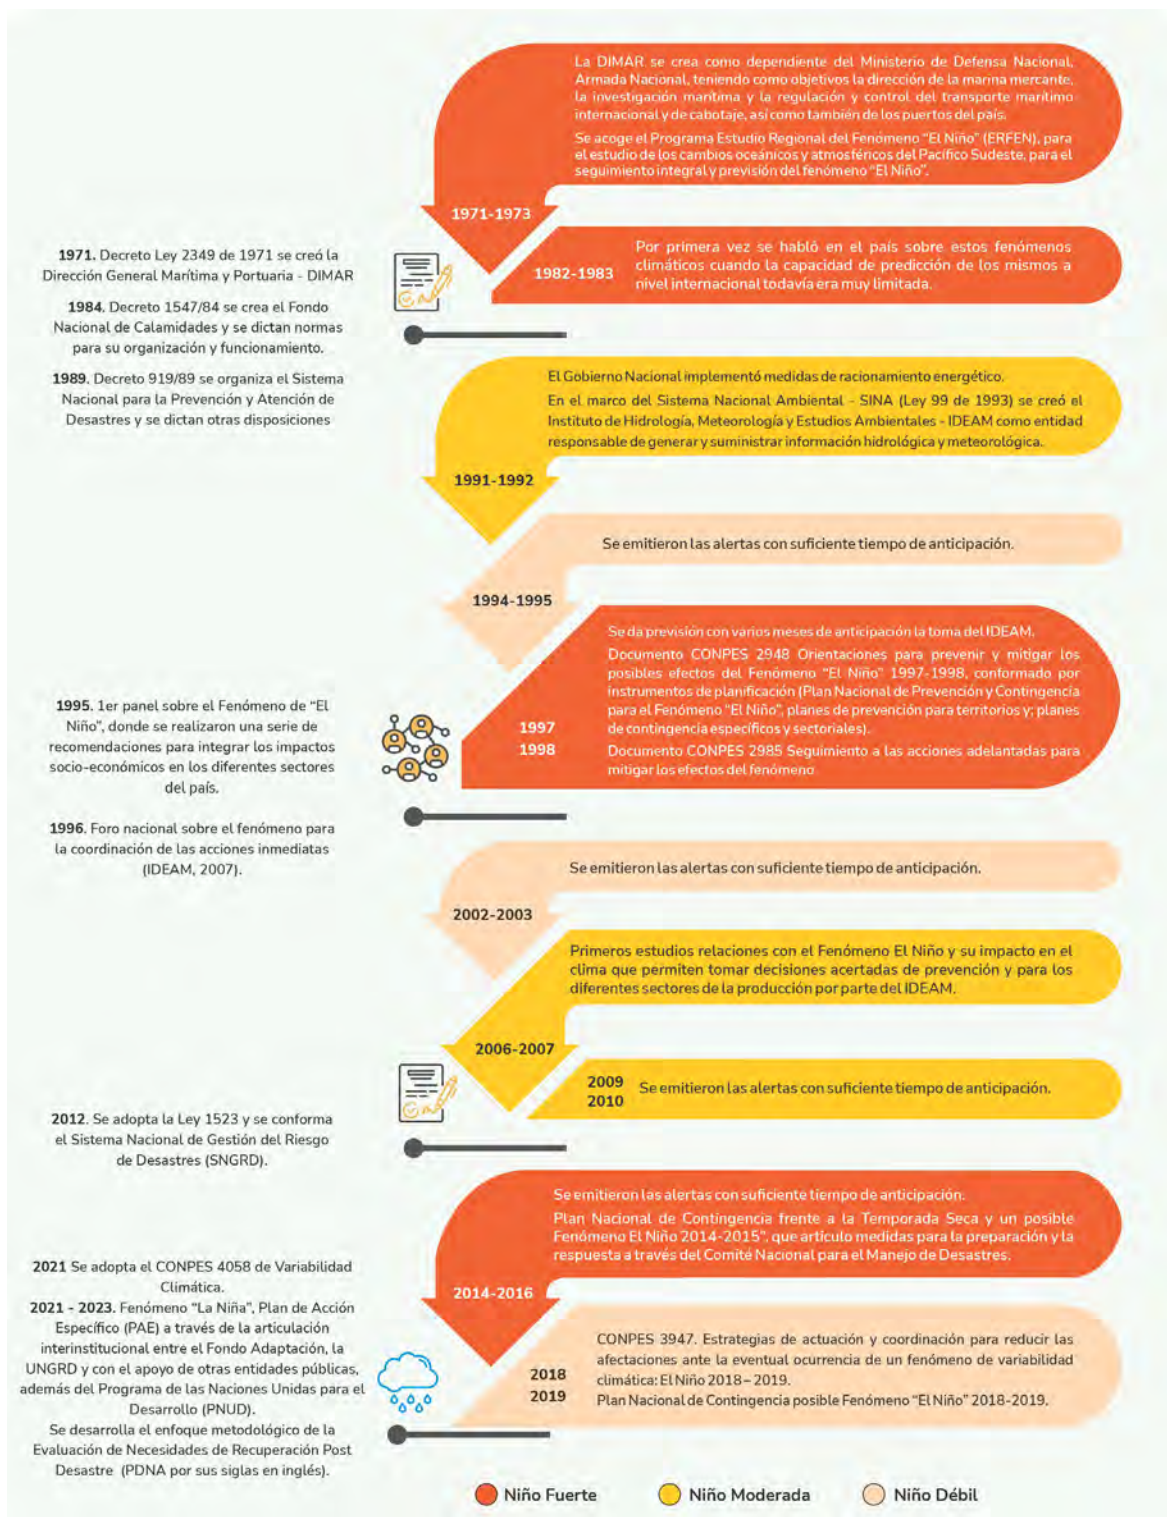 La DIMAR se crea como dependiente del Ministerio de Defensa Nacional,
Armada Nacional, teniendo como objetivos la dirección de la marina mercante,
la investigación marítima y la regulación y control del transporte marítimo
internacional y de cabotaje, así como también de los puertos del país.
Se acoge el Programa Estudio Regional del Fenómeno "El Niño" (ERFEN), para
el estudio de los cambios oceánicos y atmosféricos del Pacífico Sudeste, para el
seguimiento integral y previsión del fenómeno "El Niño".
1971-1973
1971. Decreto Ley 2349 de 1971 se creó la
Dirección General Marítima y Portuaria - DIMAR
1984. Decreto 1547/84 se crea el Fondo
Nacional de Calamidades y se dictan normas
para su organización y funcionamiento.
1989. Decreto 919/89 se organiza el Sistema
Nacional para la Prevención y Atención de
Desastres y se dictan otras disposiciones
1982-1983
Por primera vez se habló en el país sobre estos fenómenos
climáticos cuando la capacidad de predicción de los mismos a
nivel internacional todavía era muy limitada.
El Gobierno Nacional implementó medidas de racionamiento energético.
En el marco del Sistema Nacional Ambiental - SINA (Ley 99 de 1993) se creó el
Instituto de Hidrología, Meteorología y Estudios Ambientales - IDEAM como entidad
responsable de generar y suministrar información hidrológica y meteorológica.
1991-1992
Se emitieron las alertas con suficiente tiempo de anticipación.
1994-1995
Se da previsión con varios meses de anticipación la toma del IDEAM.
Documento CONPES 2948 Orientaciones para prevenir y mitigar los
posibles efectos del Fenómeno "El Niño" 1997-1998, conformado por
instrumentos de planificación (Plan Nacional de Prevención y Contingencia
para el Fenómeno "El Niño", planes de prevención para territorios y; planes
de contingencia específicos y sectoriales).
Documento CONPES 2985 Seguimiento a las acciones adelantadas para
mitigar los efectos del fenómeno
1997
1998
1995. 1er panel sobre el Fenómeno de "El
Niño", donde se realizaron una serie de
recomendaciones para integrar los impactos
socio-económicos en los diferentes sectores
del país.
1996. Foro nacional sobre el fenómeno para
la coordinación de las acciones inmediatas
(IDEAM, 2007).
Se emitieron las alertas con suficiente tiempo de anticipación.
2002-2003
Primeros estudios relaciones con el Fenómeno El Niño y su impacto en el
clima que permiten tomar decisiones acertadas de prevención y para los
diferentes sectores de la producción por parte del IDEAM.
2006-2007
2009
2010
Se emitieron las alertas con suficiente tiempo de anticipación.
2012. Se adopta la Ley 1523 y se conforma
el Sistema Nacional de Gestión del Riesgo
de Desastres (SNGRD).
Se emitieron las alertas con suficiente tiempo de anticipación.
Plan Nacional de Contingencia frente a la Temporada Seca y un posible
Fenómeno El Niño 2014-2015", que articulo medidas para la preparación y la
respuesta a través del Comité Nacional para el Manejo de Desastres.
2014-2016
2021 Se adopta el CONPES 4058 de Variabilidad
Climática.
2021 - 2023. Fenómeno "La Niña", Plan de Acción
Específico (PAE) a través de la articulación
interinstitucional entre el Fondo Adaptación, la
UNGRD y con el apoyo de otras entidades públicas,
además del Programa de las Naciones Unidas para el
Desarrollo (PNUD).
Se desarrolla el enfoque metodológico de la
Evaluación de Necesidades de Recuperación Post
Desastre (PDNA por sus siglas en inglés).
2018
2019
CONPES 3947. Estrategias de actuación y coordinación para reducir las
afectaciones ante la eventual ocurrencia de un fenómeno de variabilidad
climática: El Niño 2018 – 2019.
Plan Nacional de Contingencia posible Fenómeno "El Niño" 2018-2019.
Niño Fuerte
Niño Moderada
Niño Débil